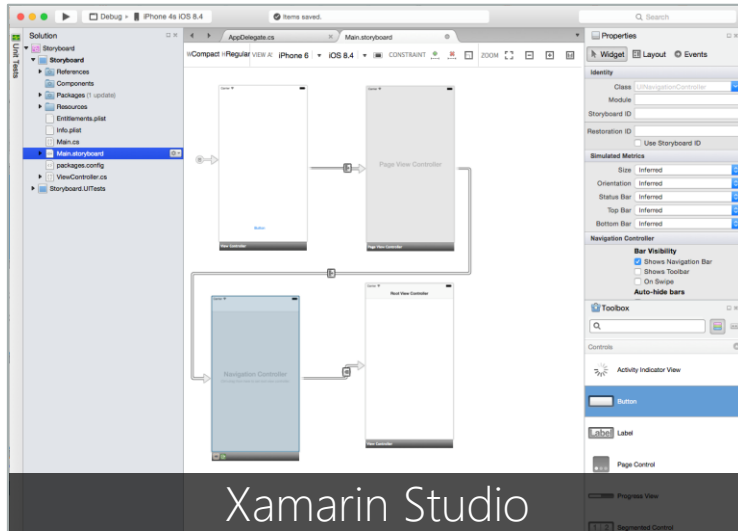 Debug › iPhone 4s iOS 8.4
Items saved.
Search
Unit Tests
Solution
Storyboard
Storyboard
References
Components
Packages (1 update)
Resources
Entitlements.plist
Info.plist
Main.cs
Main.storyboard
packages.config
ViewController.cs
Storyboard.UITests
AppDelegate.cs
Main.storyboard
wCompact hRegular VIEW AS iPhone 6 iOS 8.4 CONSTRAINT ZOOM
Button
View Controller
Page View Controller
Page View Controller
Navigation Controller
Root View Controller
View Controller
Properties
Widget Layout Events
Identity
Class UINavigationController
Module
Storyboard ID
Restoration ID
Use Storyboard ID
Simulated Metrics
Size Inferred
Orientation Inferred
Status Bar Inferred
Top Bar Inferred
Bottom Bar Inferred
Navigation Controller
Bar Visibility
Shows Navigation Bar
Shows Toolbar
On Swipe
Auto-hide bars
Toolbox
Controls
Activity Indicator View
Button
Label Label
Page Control
Progress View
1 2 Segmented Control
Xamarin Studio